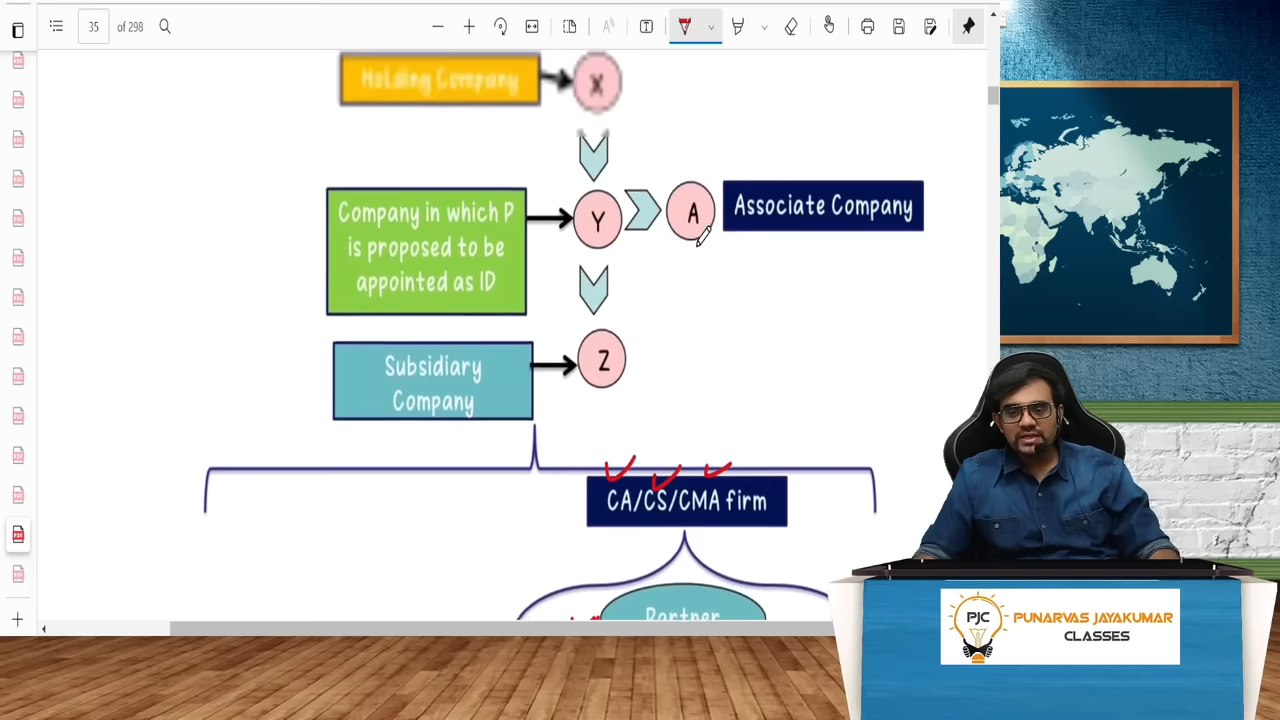 35 of 298
Holding Company
X
Company in which P
is proposed to be
appointed as ID
Y
A
Associate Company
Subsidiary
Company
Z
CA/CS/CMA firm
Partner
PJC
PUNARVAS JAYAKUMAR
CLASSES